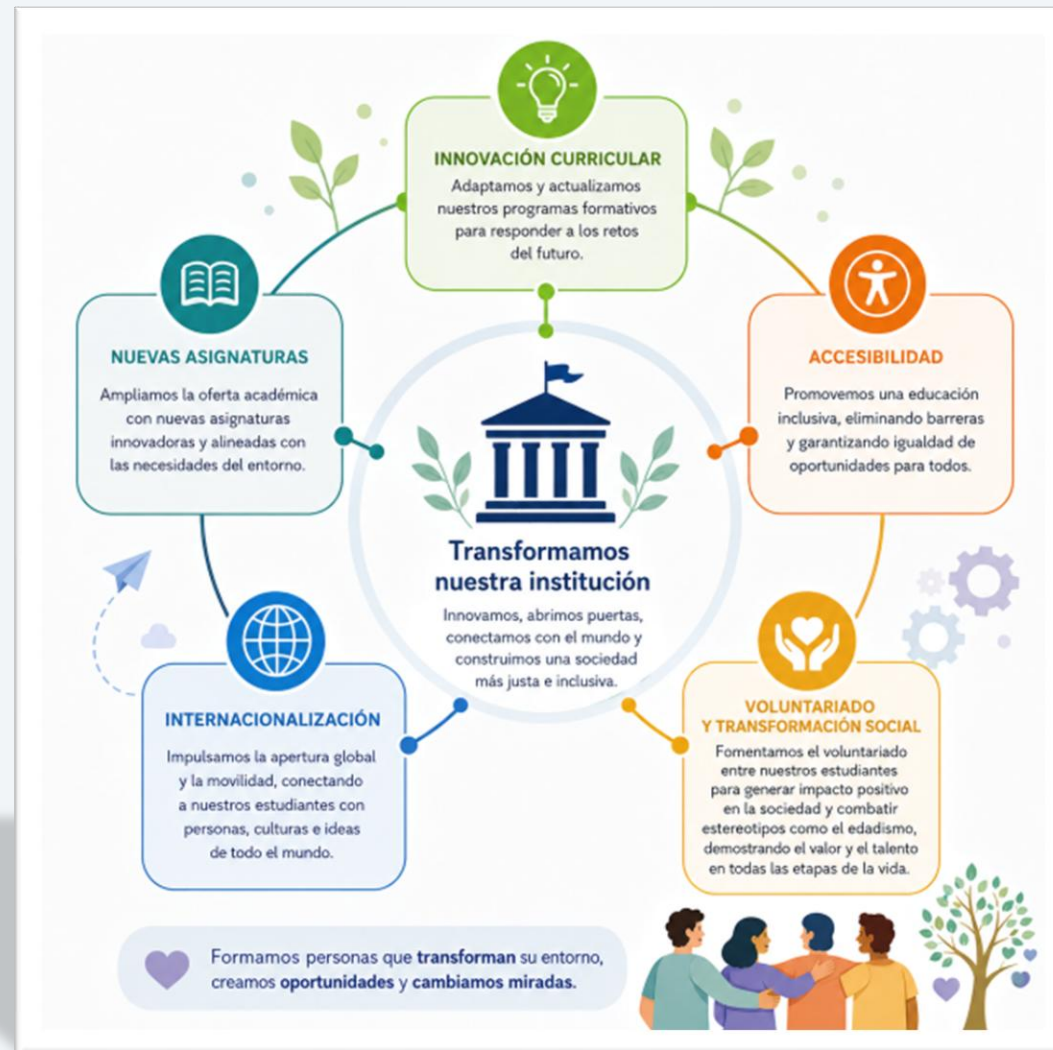 INNOVACIÓN CURRICULAR
Adaptamos y actualizamos
nuestros programas formativos
para responder a los retos
del futuro.
NUEVAS ASIGNATURAS
Ampliamos la oferta académica
con nuevas asignaturas
innovadoras y alineadas con
las necesidades del entorno.
ACCESIBILIDAD
Promovemos una educación
inclusiva, eliminando barreras
y garantizando igualdad de
oportunidades para todos.
Transformamos
nuestra institución
Innovamos, abrimos puertas,
conectamos con el mundo y
construimos una sociedad
más justa e inclusiva.
INTERNACIONALIZACIÓN
Impulsamos la apertura global
y la movilidad, conectando
a nuestros estudiantes con
personas, culturas e ideas
de todo el mundo.
VOLUNTARIADO
Y TRANSFORMACIÓN SOCIAL
Fomentamos el voluntariado
entre nuestros estudiantes
para generar impacto positivo
en la sociedad y combatir
estereotipos como el edadismo,
demostrando el valor y el talento
en todas las etapas de la vida.
Formamos personas que transforman su entorno,
creamos oportunidades y cambiamos miradas.